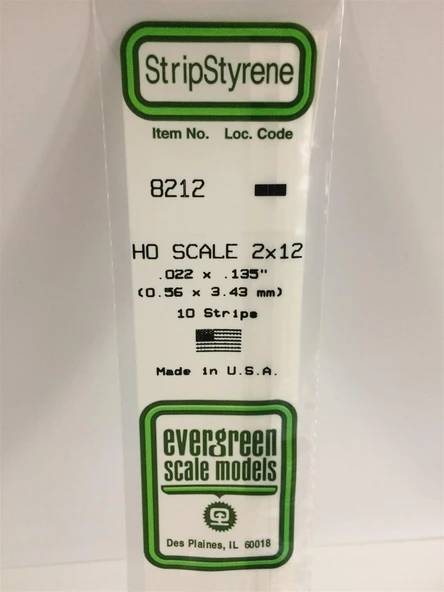 StripStyrene
Item No. Loc. Code
8212
HO SCALE 2x12
.022 x .135"
(0.56 x 3.43 mm)
10 Strips
Made in U.S.A.
evergreen
scale models
Des Plaines, IL 60018